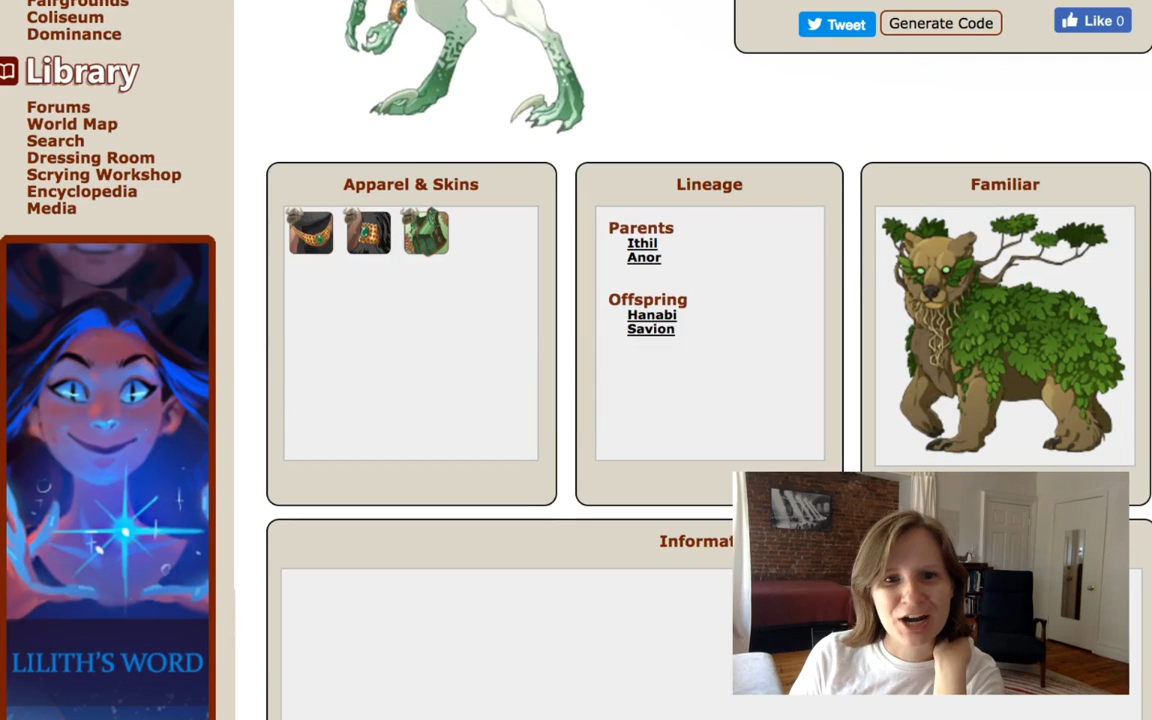 Fairgrounds
Coliseum
Dominance
Library
Forums
World Map
Search
Dressing Room
Scrying Workshop
Encyclopedia
Media
LILITH'S WORD
Tweet
Generate Code
Like 0
Apparel & Skins
Lineage
Parents
Ithil
Anor
Offspring
Hanabi
Savion
Familiar
Informat